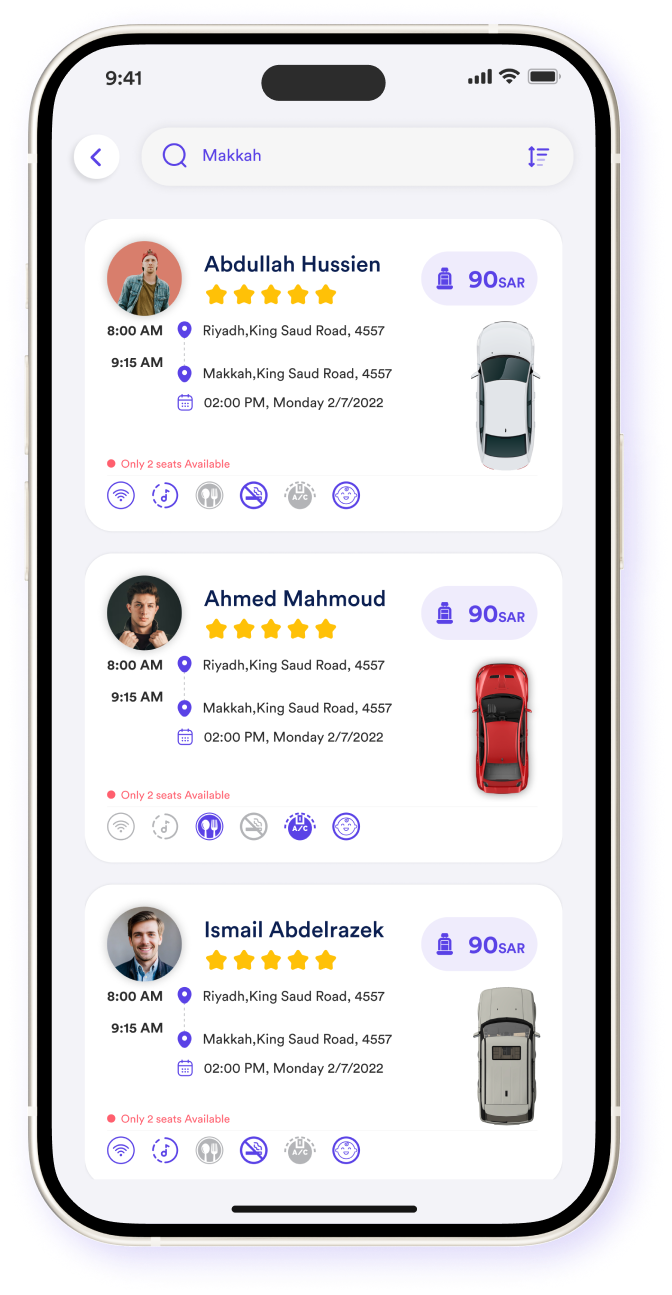 9:41
Makkah
Abdullah Hussien
90SAR
8:00 AM Riyadh,King Saud Road, 4557
9:15 AM
Makkah,King Saud Road, 4557
02:00 PM, Monday 2/7/2022
Only 2 seats Available
A/C
Ahmed Mahmoud
90SAR
8:00 AM Riyadh,King Saud Road, 4557
9:15 AM
Makkah,King Saud Road, 4557
02:00 PM, Monday 2/7/2022
Only 2 seats Available
A/C
Ismail Abdelrazek
90SAR
8:00 AM Riyadh,King Saud Road, 4557
9:15 AM
Makkah,King Saud Road, 4557
02:00 PM, Monday 2/7/2022
Only 2 seats Available
A/C